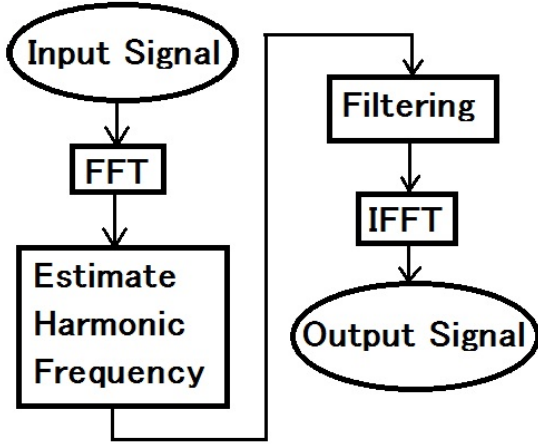 Input Signal
FFT
Estimate
Harmonic
Frequency
Filtering
IFFT
Output Signal